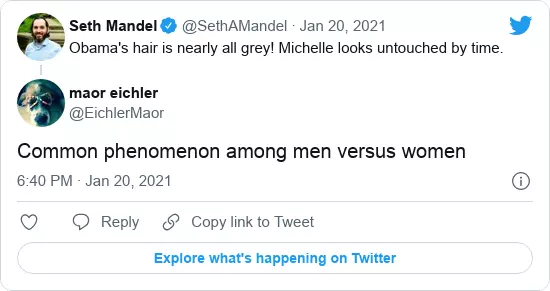 Seth Mandel @SethAMandel · Jan 20, 2021
Obama's hair is nearly all grey! Michelle looks untouched by time.
maor eichler
@EichlerMaor
Common phenomenon among men versus women
6:40 PM · Jan 20, 2021
Reply Copy link to Tweet
Explore what's happening on Twitter